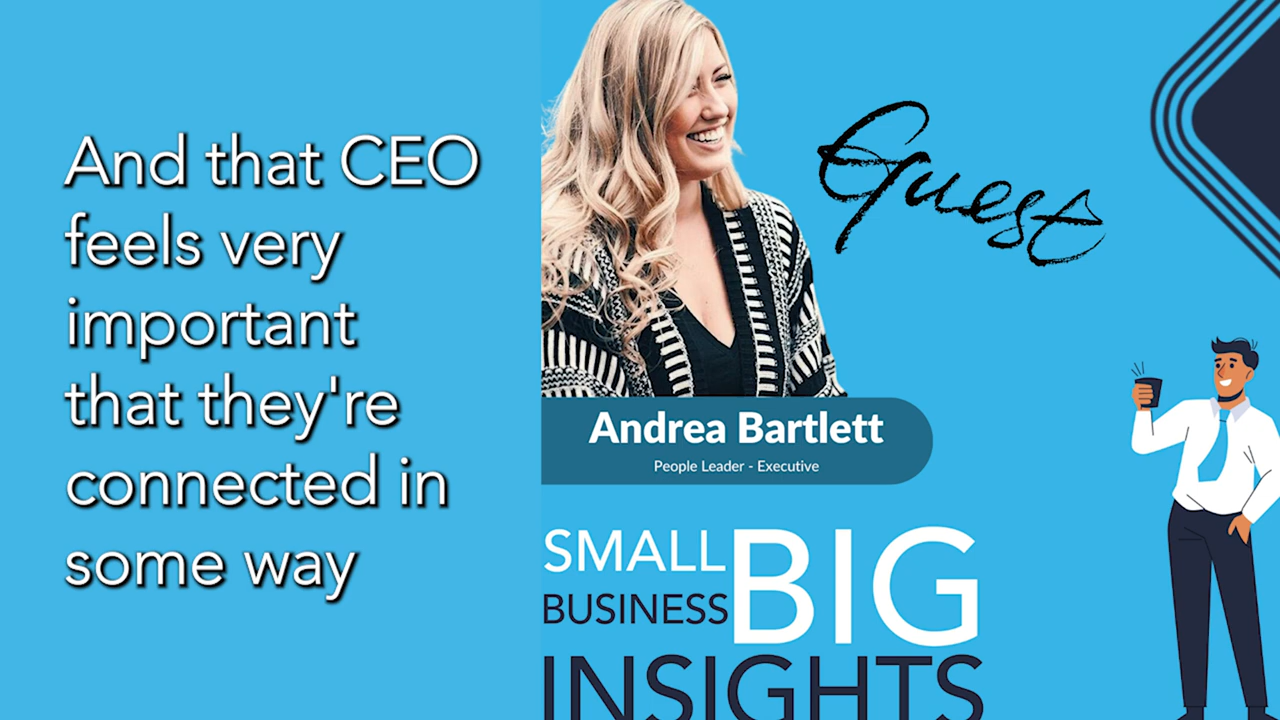 And that CEO
feels very
important
that they're
connected in
some way
Guest
Andrea Bartlett
People Leader - Executive
SMALL
BUSINESS
BIG
INSIGHTS